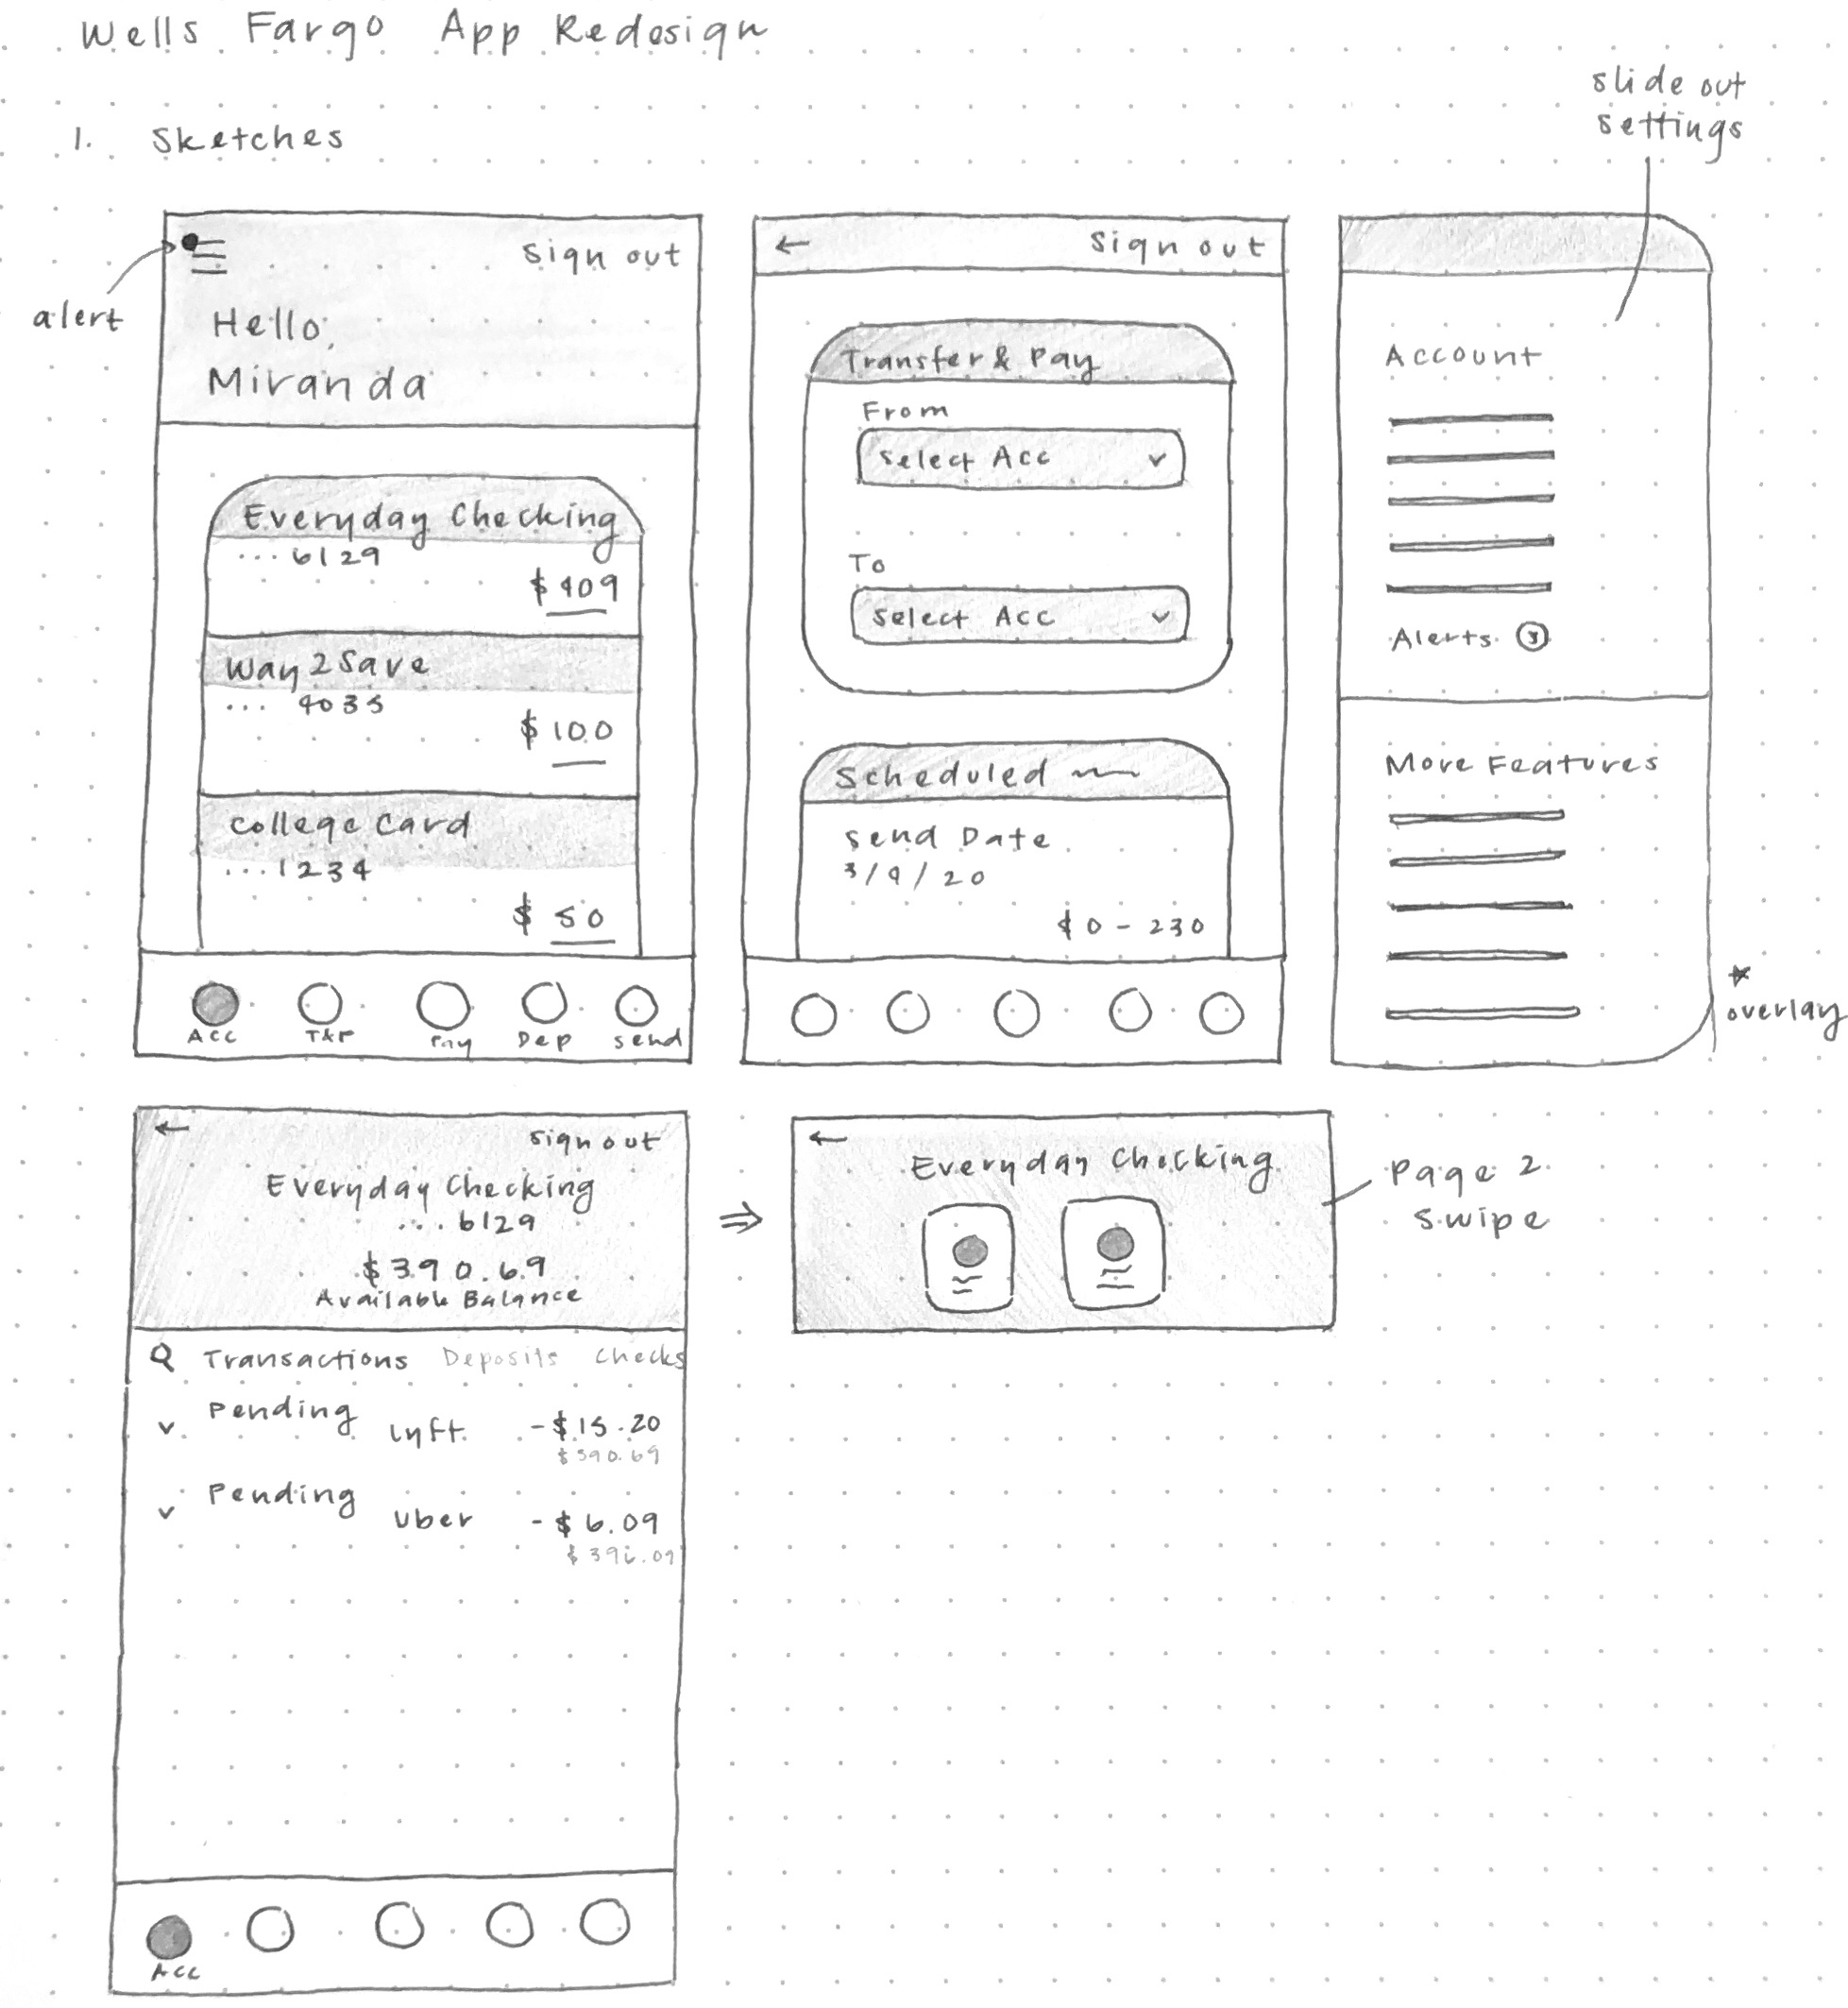 Wells Fargo App Redesign
1. Sketches
slide out
settings
alert
Sign out
Hello,
Miranda
Everyday Checking
... 6129
$ 409
Way 2 Save
... 4035
$ 100
College Card
...1234
$ 50
Acc T&P Pay Dep Send
←
Sign out
Transfer & Pay
From
Select Acc
To
Select Acc
Scheduled
Send Date
3/9/20
$ 0 - 230
Account
Alerts 3
More Features
* overlay
←
Sign out
Everyday Checking
...6129
$390.69
Available Balance
Transactions Deposits Checks
Pending Lyft -$15.20
$390.69
Pending Uber -$6.09
Acc
⇒
←
Everyday Checking
Page 2
Swipe